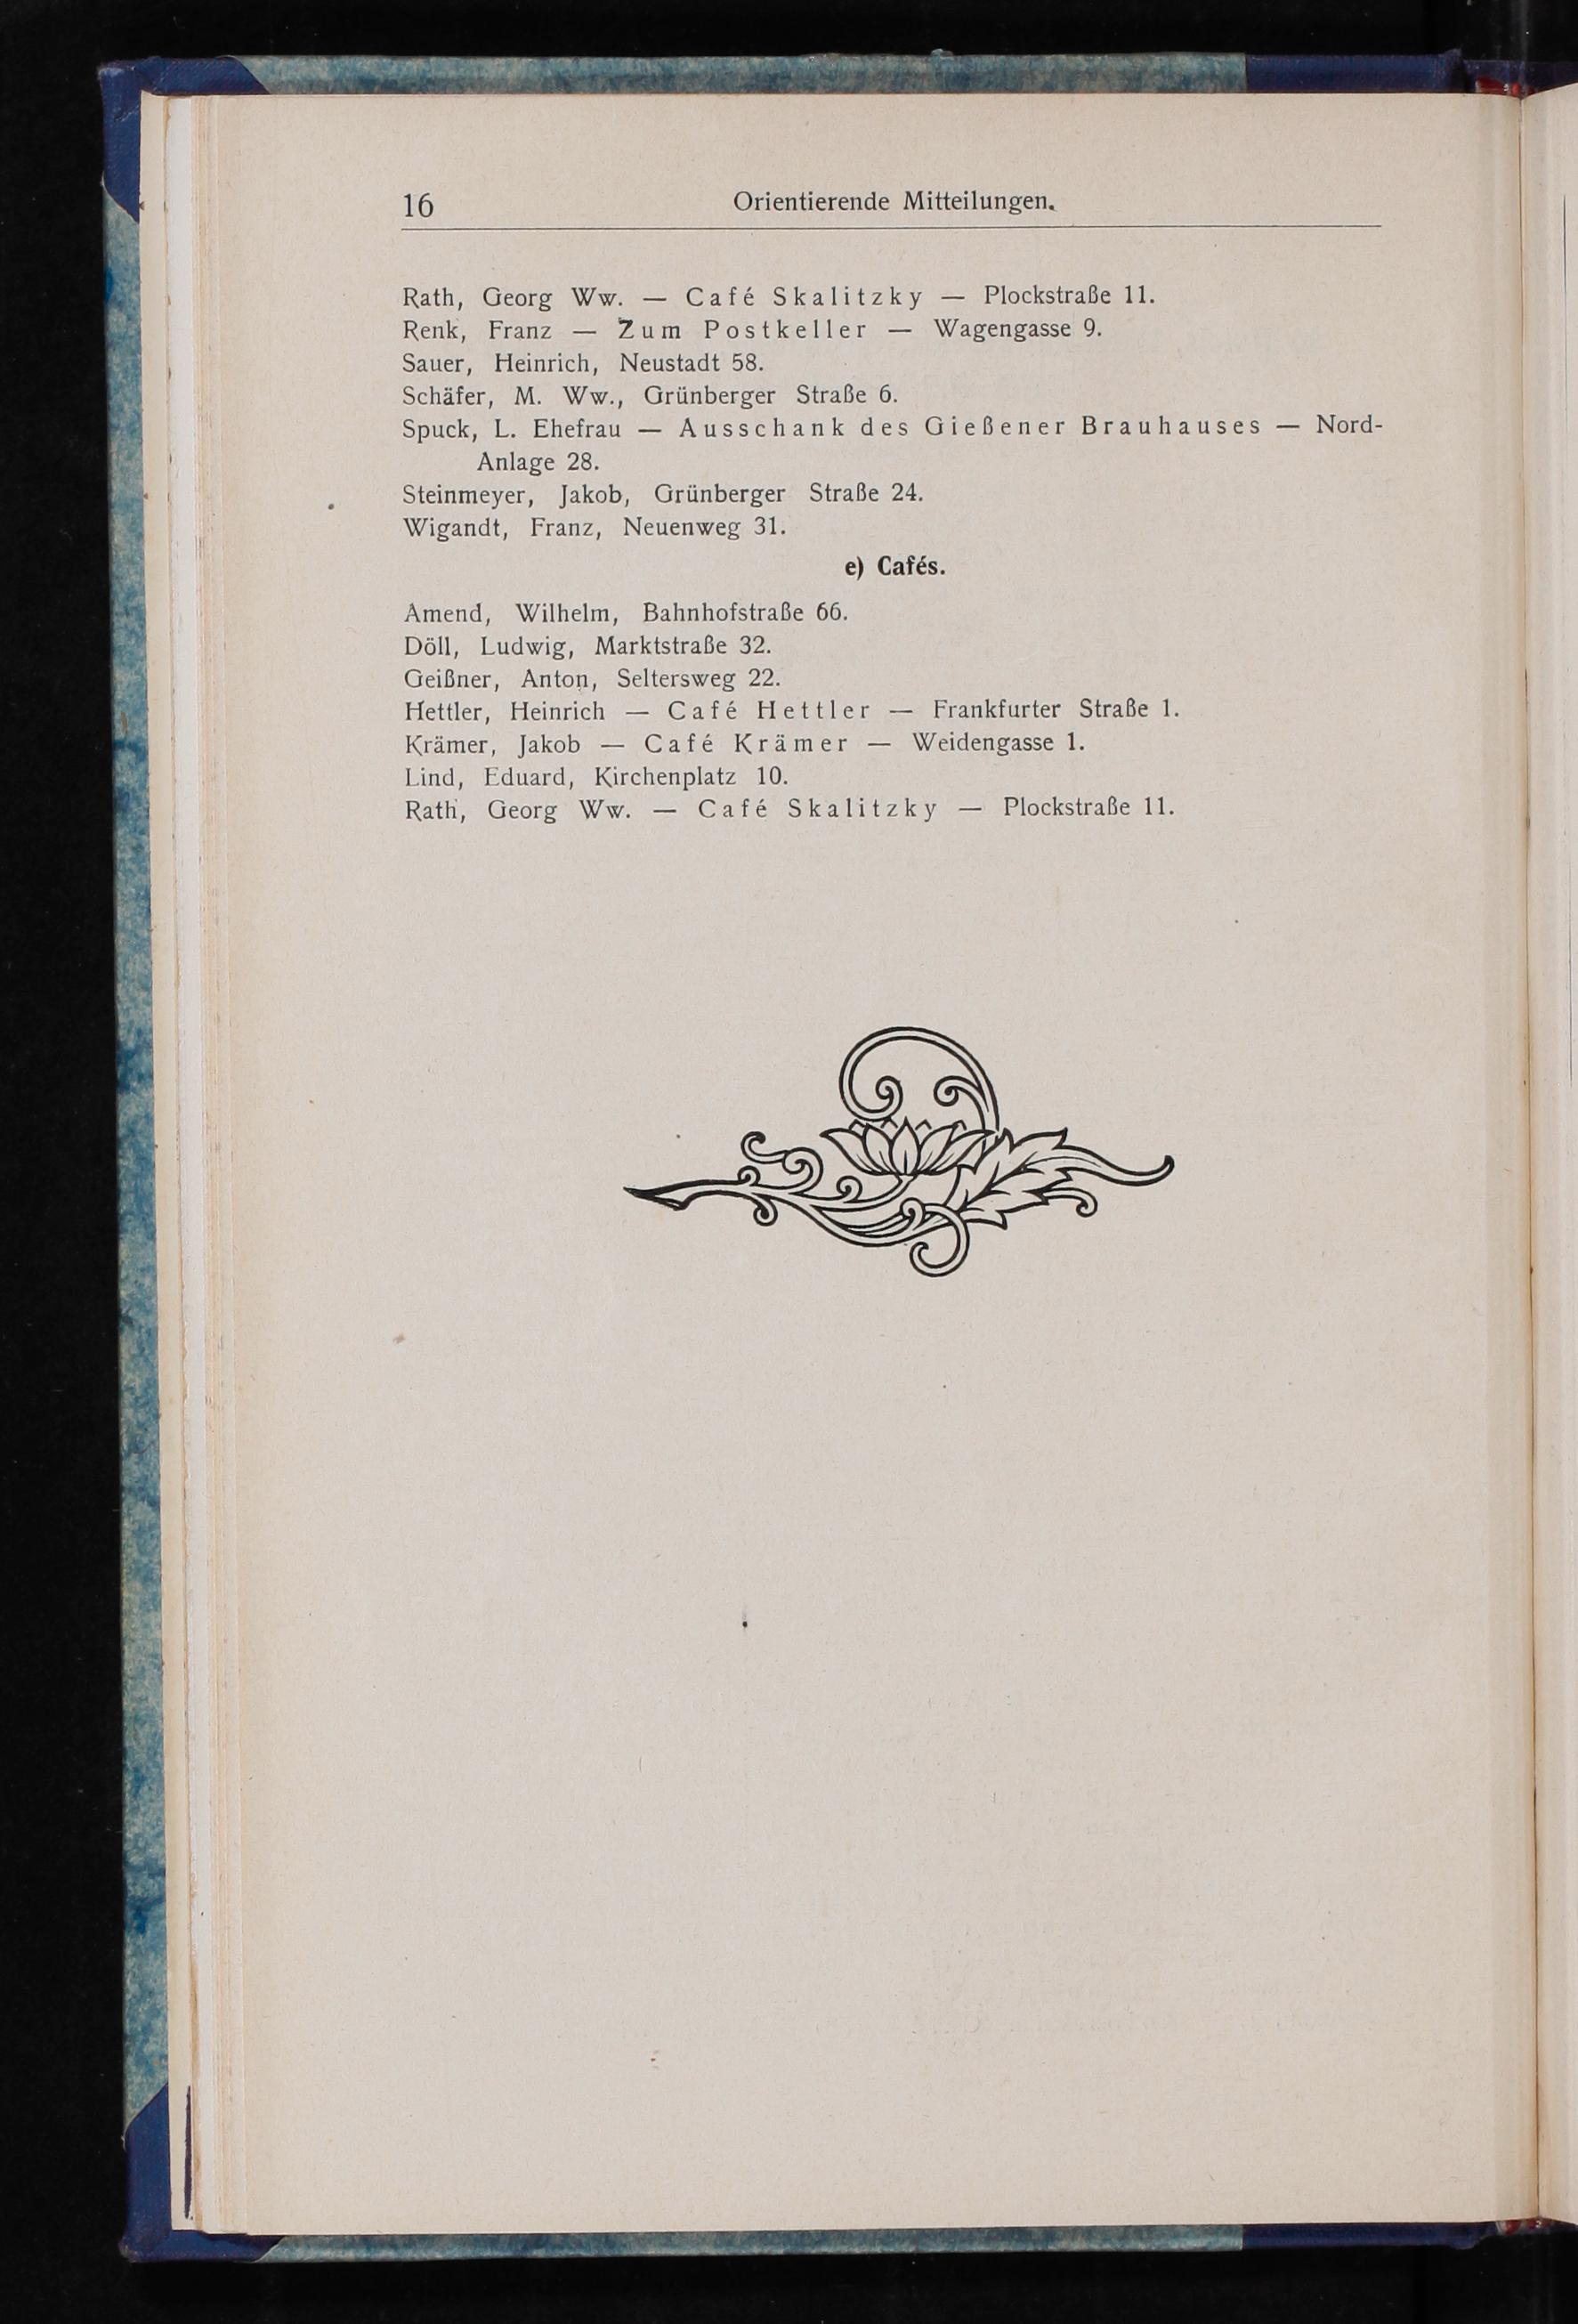 16
Orientierende Mitteilungen.
Rath, Georg Ww. — Café Skalitzky — Plockstraße 11.
Renk, Franz — Zum Postkeller — Wagengasse 9.
Sauer, Heinrich, Neustadt 58.
Schäfer, M. Ww., Grünberger Straße 6.
Spuck, L. Ehefrau — Ausschank des Gießener Brauhauses — Nord-
Anlage 28.
Steinmeyer, Jakob, Grünberger Straße 24.
Wigandt, Franz, Neuenweg 31.
e) Cafés.
Amend, Wilhelm, Bahnhofstraße 66.
Döll, Ludwig, Marktstraße 32.
Geißner, Anton, Seltersweg 22.
Hettler, Heinrich — Café Hettler — Frankfurter Straße 1.
Krämer, Jakob — Café Krämer — Weidengasse 1.
Lind, Eduard, Kirchenplatz 10.
Rath, Georg Ww. — Café Skalitzky — Plockstraße 11.